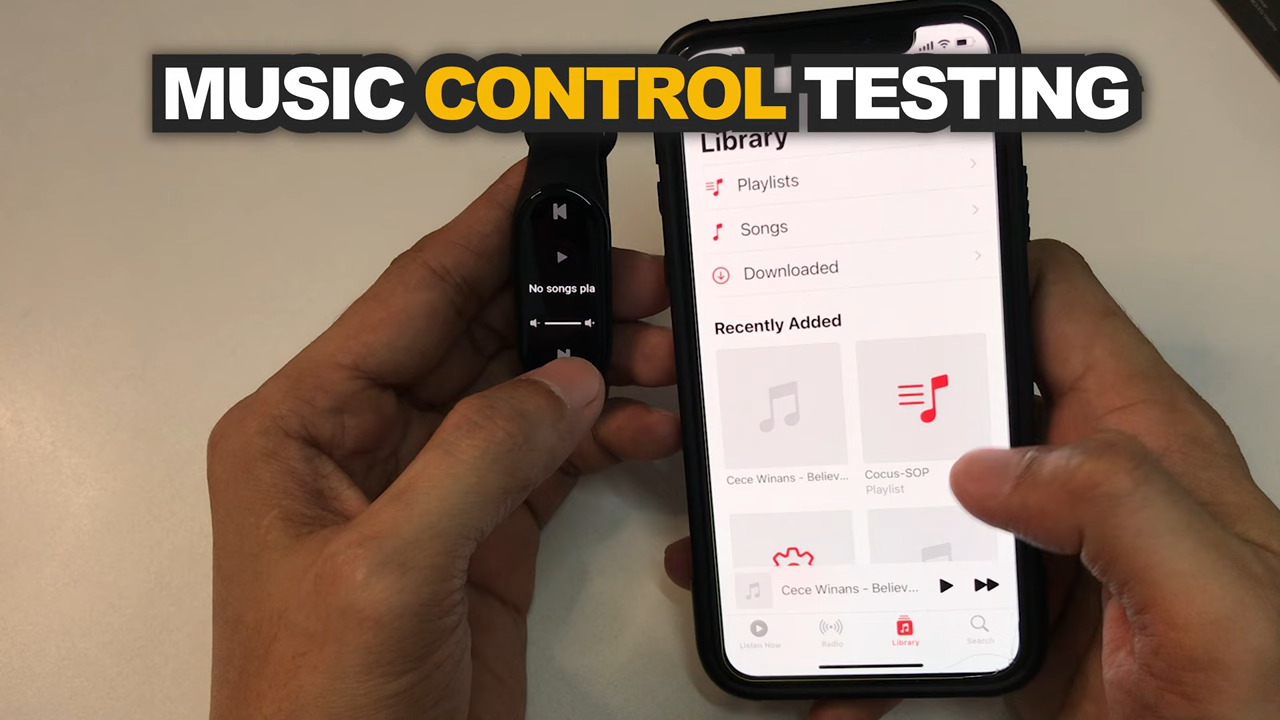 MUSIC CONTROL TESTING
Library
Playlists
Songs
Downloaded
No songs pla
Recently Added
Cece Winans - Believ...
Cocus-SOP
Playlist
Cece Winans - Believ...
Listen Now
Radio
Library
Search